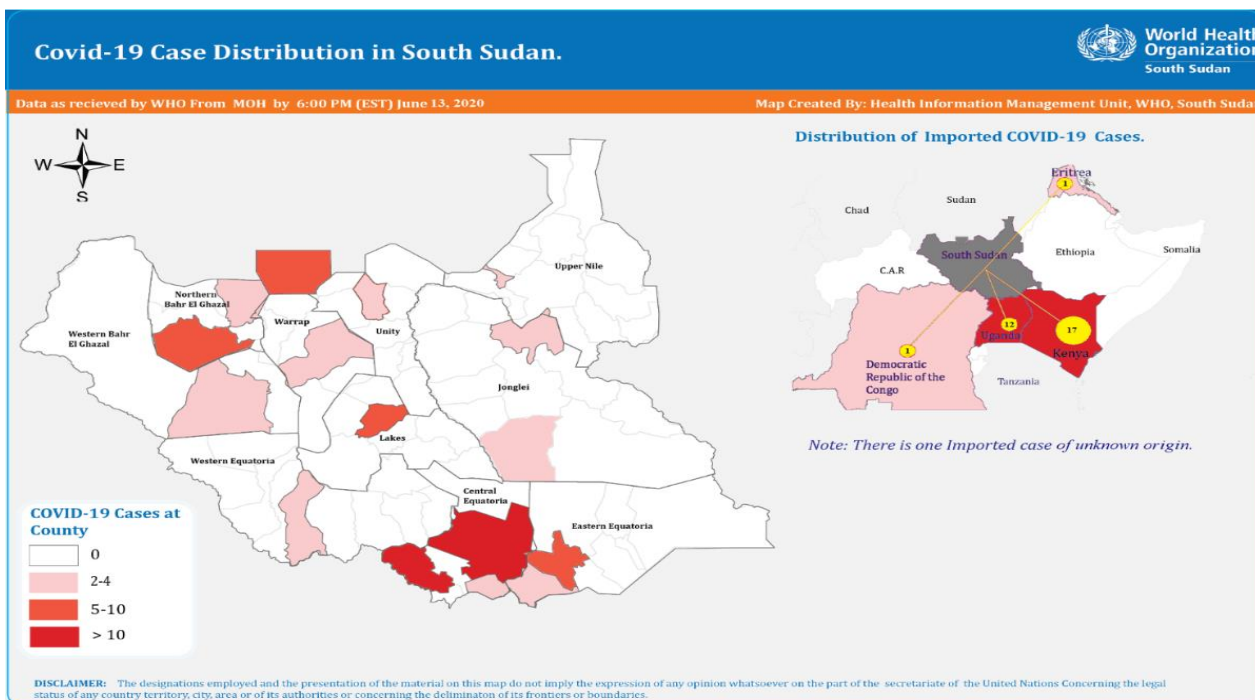 Covid-19 Case Distribution in South Sudan.
World Health
Organization
South Sudan
Data as recieved by WHO From MOH by 6:00 PM (EST) June 13, 2020
Map Created By: Health Information Management Unit, WHO, South Sudan
N
W
E
S
Upper Nile
Northern
Bahr El Ghazal
Warrap
Unity
Western Bahr
El Ghazal
Jonglei
Lakes
Western Equatoria
Central
Equatoria
Eastern Equatoria
COVID-19 Cases at
County
0
2-4
5-10
> 10
Distribution of Imported COVID-19 Cases.
Eritrea
1
Sudan
Chad
South Sudan
Ethiopia
Somalia
C.A.R
12
17
Uganda
Kenya
1
Democratic
Republic of the
Congo
Tanzania
Note: There is one Imported case of unknown origin.
DISCLAIMER: The designations employed and the presentation of the material on this map do not imply the expression of any opinion whatsoever on the part of the secretariate of the United Nations Concerning the legal
status of any country territory, city, area or of its authorities or concerning the deliminaton of its frontiers or boundaries.